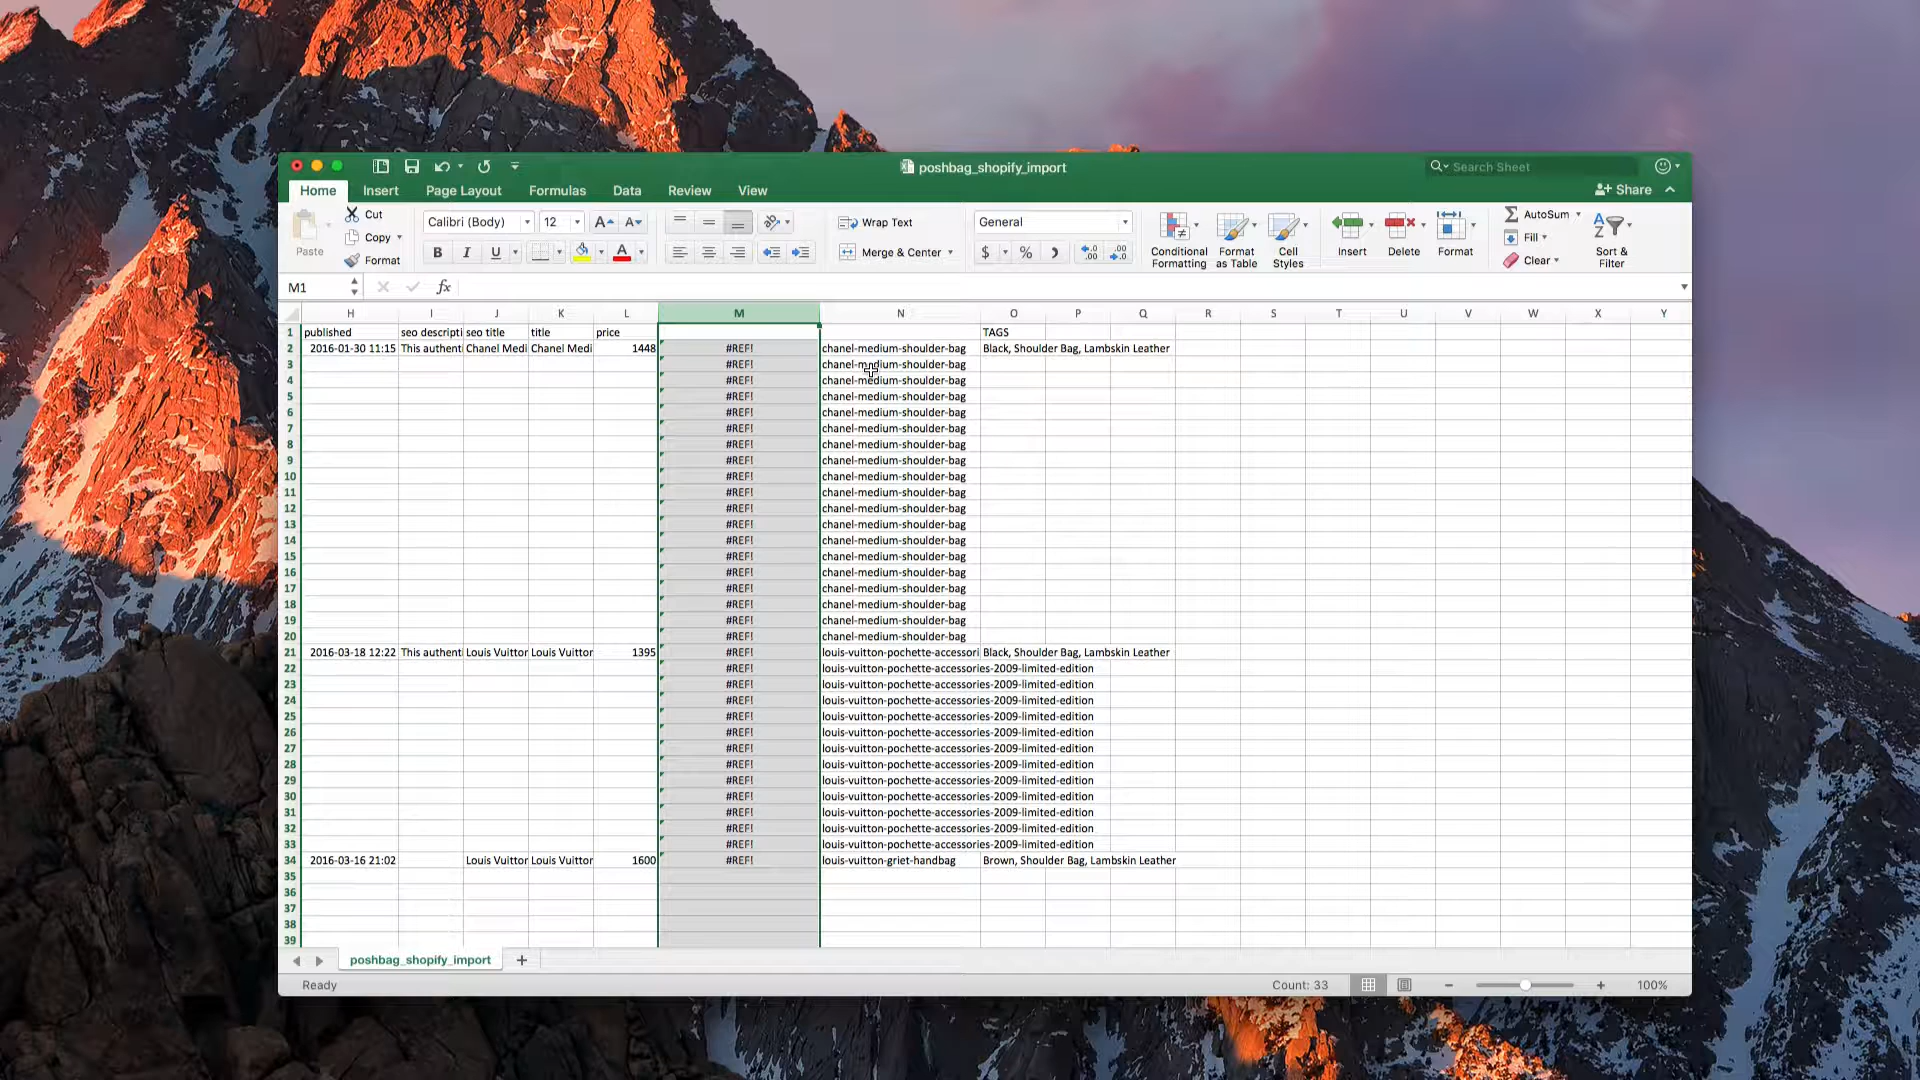 poshbag_shopify_import
Search Sheet
Home Insert Page Layout Formulas Data Review View
Share
Paste
Cut
Copy
Format
Calibri (Body) 12 A A
B I U A
Wrap Text
Merge & Center
General
$ % )
Conditional Formatting
Format as Table
Cell Styles
Insert
Delete
Format
AutoSum
Fill
Clear
Sort & Filter
M1 fx
H I J K L M N O P Q R S T U V W X Y
1 published seo descripti seo title title price TAGS
2 2016-01-30 11:15 This authent Chanel Medi Chanel Medi 1448 #REF! chanel-medium-shoulder-bag Black, Shoulder Bag, Lambskin Leather
3 #REF! chanel-medium-shoulder-bag
4 #REF! chanel-medium-shoulder-bag
5 #REF! chanel-medium-shoulder-bag
6 #REF! chanel-medium-shoulder-bag
7 #REF! chanel-medium-shoulder-bag
8 #REF! chanel-medium-shoulder-bag
9 #REF! chanel-medium-shoulder-bag
10 #REF! chanel-medium-shoulder-bag
11 #REF! chanel-medium-shoulder-bag
12 #REF! chanel-medium-shoulder-bag
13 #REF! chanel-medium-shoulder-bag
14 #REF! chanel-medium-shoulder-bag
15 #REF! chanel-medium-shoulder-bag
16 #REF! chanel-medium-shoulder-bag
17 #REF! chanel-medium-shoulder-bag
18 #REF! chanel-medium-shoulder-bag
19 #REF! chanel-medium-shoulder-bag
20 #REF! chanel-medium-shoulder-bag
21 2016-03-18 12:22 This authent Louis Vuittor Louis Vuittor 1395 #REF! louis-vuitton-pochette-accessori Black, Shoulder Bag, Lambskin Leather
22 #REF! louis-vuitton-pochette-accessories-2009-limited-edition
23 #REF! louis-vuitton-pochette-accessories-2009-limited-edition
24 #REF! louis-vuitton-pochette-accessories-2009-limited-edition
25 #REF! louis-vuitton-pochette-accessories-2009-limited-edition
26 #REF! louis-vuitton-pochette-accessories-2009-limited-edition
27 #REF! louis-vuitton-pochette-accessories-2009-limited-edition
28 #REF! louis-vuitton-pochette-accessories-2009-limited-edition
29 #REF! louis-vuitton-pochette-accessories-2009-limited-edition
30 #REF! louis-vuitton-pochette-accessories-2009-limited-edition
31 #REF! louis-vuitton-pochette-accessories-2009-limited-edition
32 #REF! louis-vuitton-pochette-accessories-2009-limited-edition
33 #REF! louis-vuitton-pochette-accessories-2009-limited-edition
34 2016-03-16 21:02 Louis Vuittor Louis Vuittor 1600 #REF! louis-vuitton-griet-handbag Brown, Shoulder Bag, Lambskin Leather
35
36
37
38
39
poshbag_shopify_import +
Ready Count: 33 100%